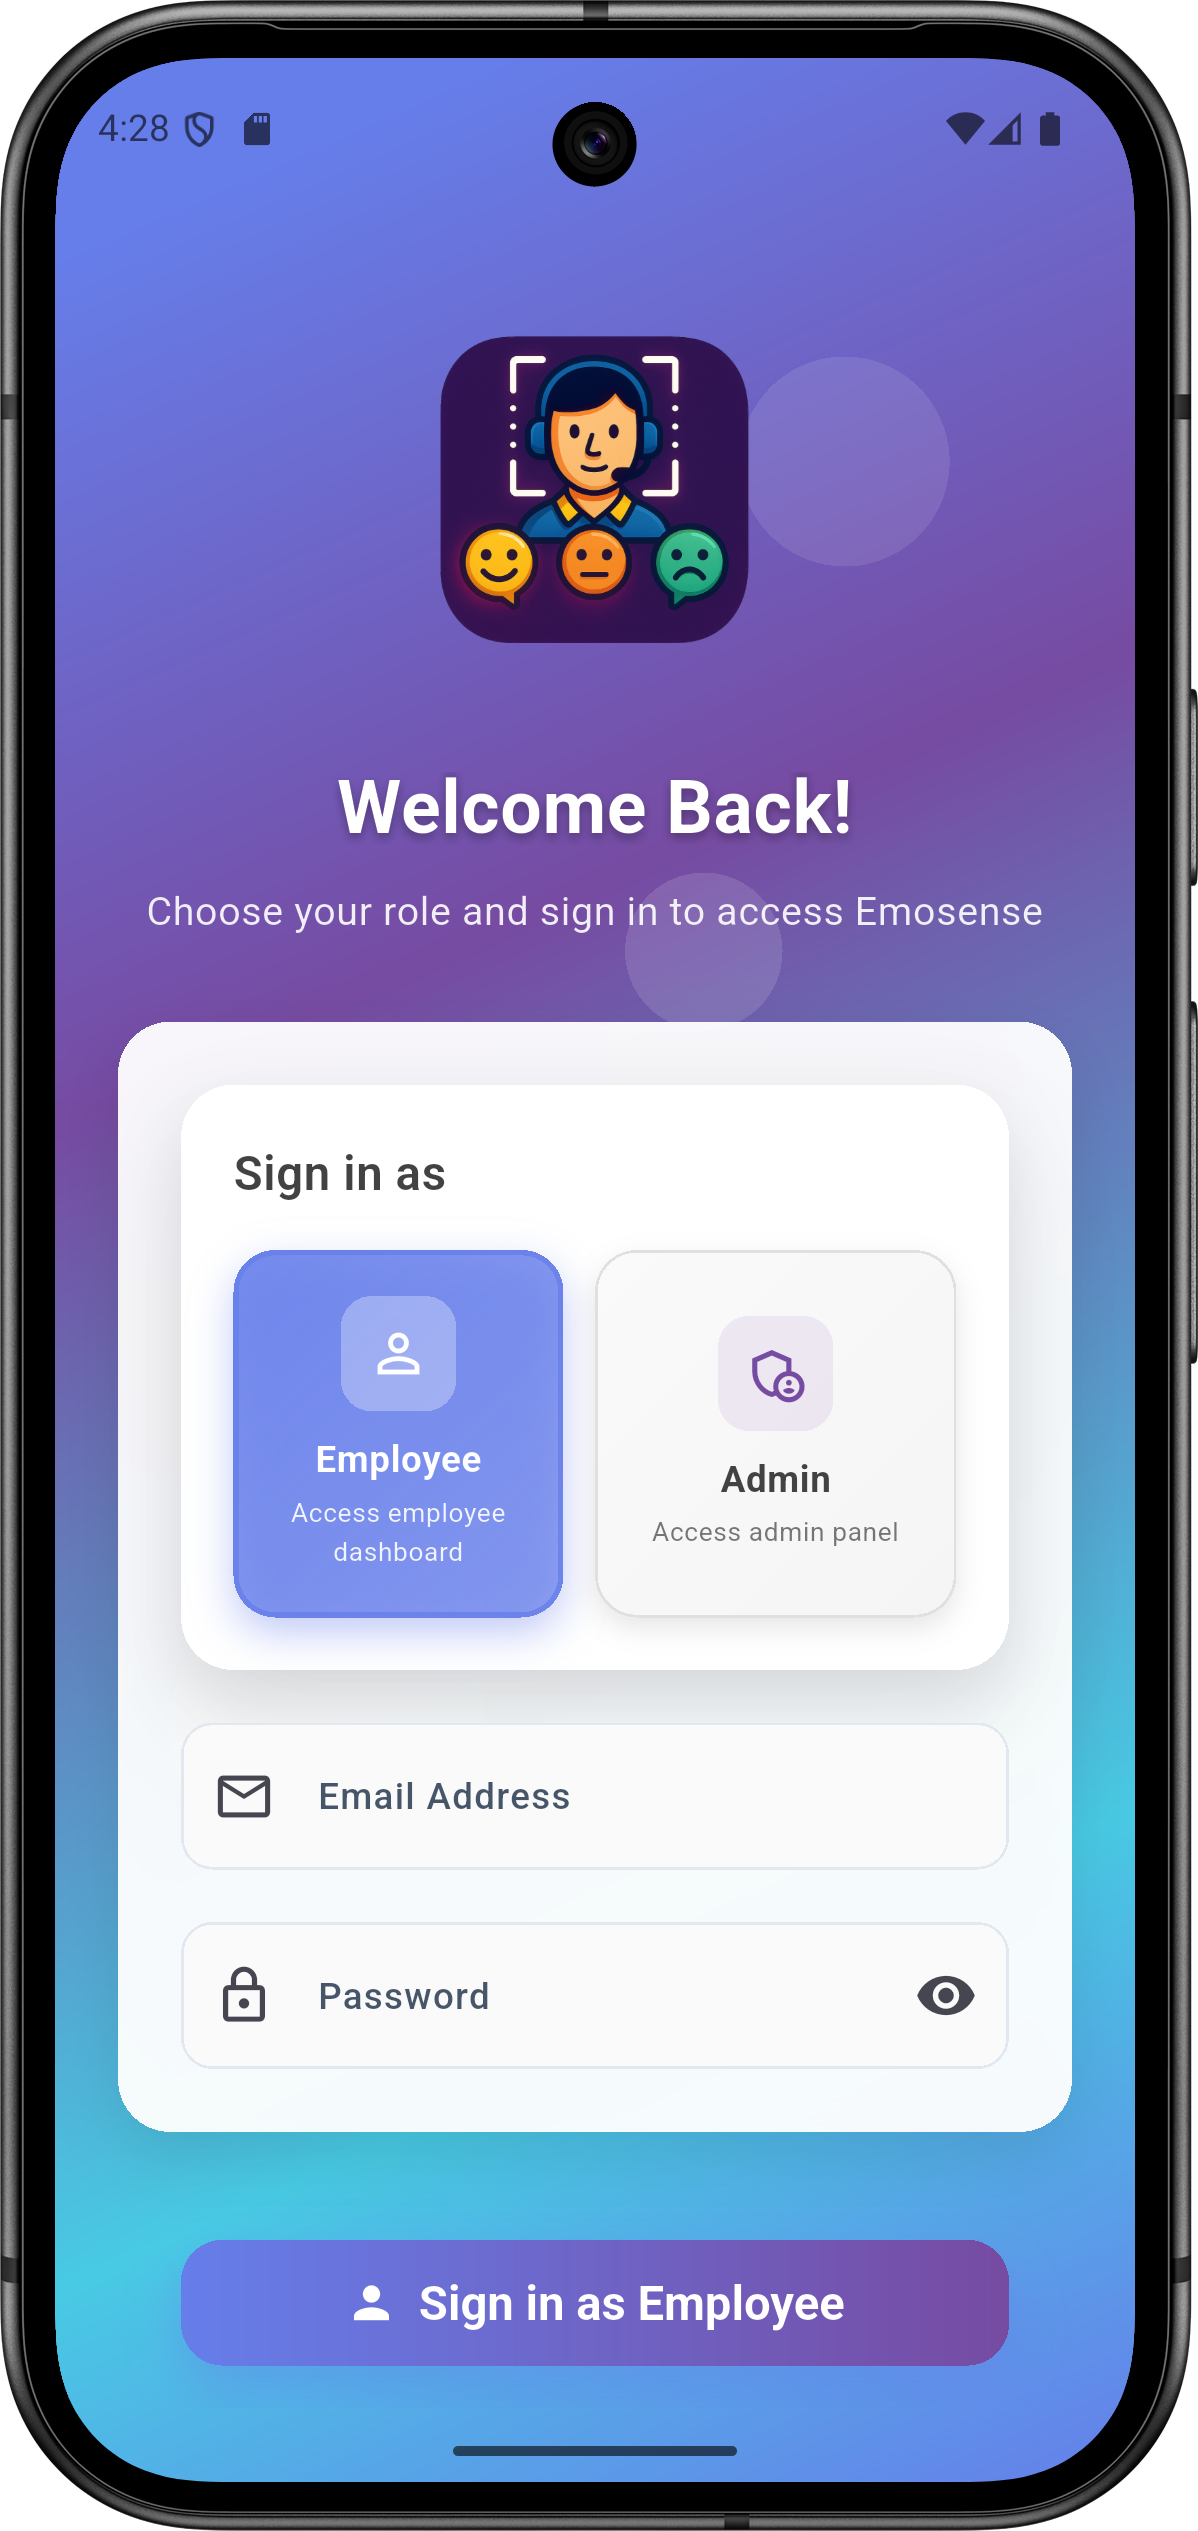 4:28
Welcome Back!
Choose your role and sign in to access Emosense
Sign in as
Employee
Access employee
dashboard
Admin
Access admin panel
Email Address
Password
Sign in as Employee